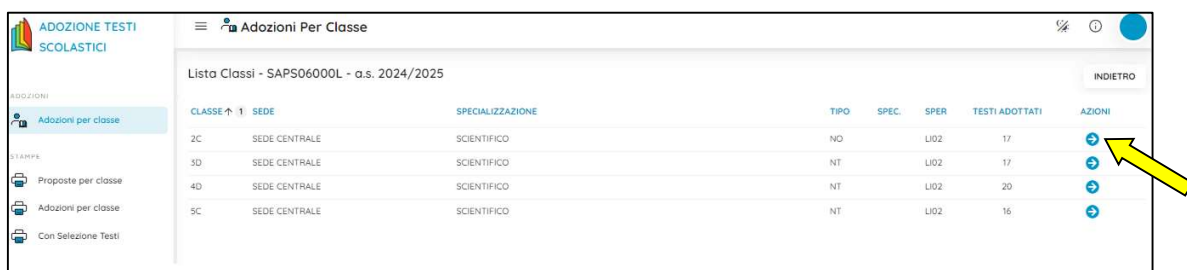 ADOZIONE TESTI
SCOLASTICI
Adozioni Per Classe
ADOZIONI
Adozioni per classe
STAMPE
Proposte per classe
Adozioni per classe
Con Selezione Testi
Lista Classi - SAPS06000L - a.s. 2024/2025
INDIETRO
CLASSE 1 SEDE SPECIALIZZAZIONE TIPO SPEC. SPER TESTI ADOTTATI AZIONI
2C SEDE CENTRALE SCIENTIFICO NO LI02 17
3D SEDE CENTRALE SCIENTIFICO NT LI02 17
4D SEDE CENTRALE SCIENTIFICO NT LI02 20
5C SEDE CENTRALE SCIENTIFICO NT LI02 16